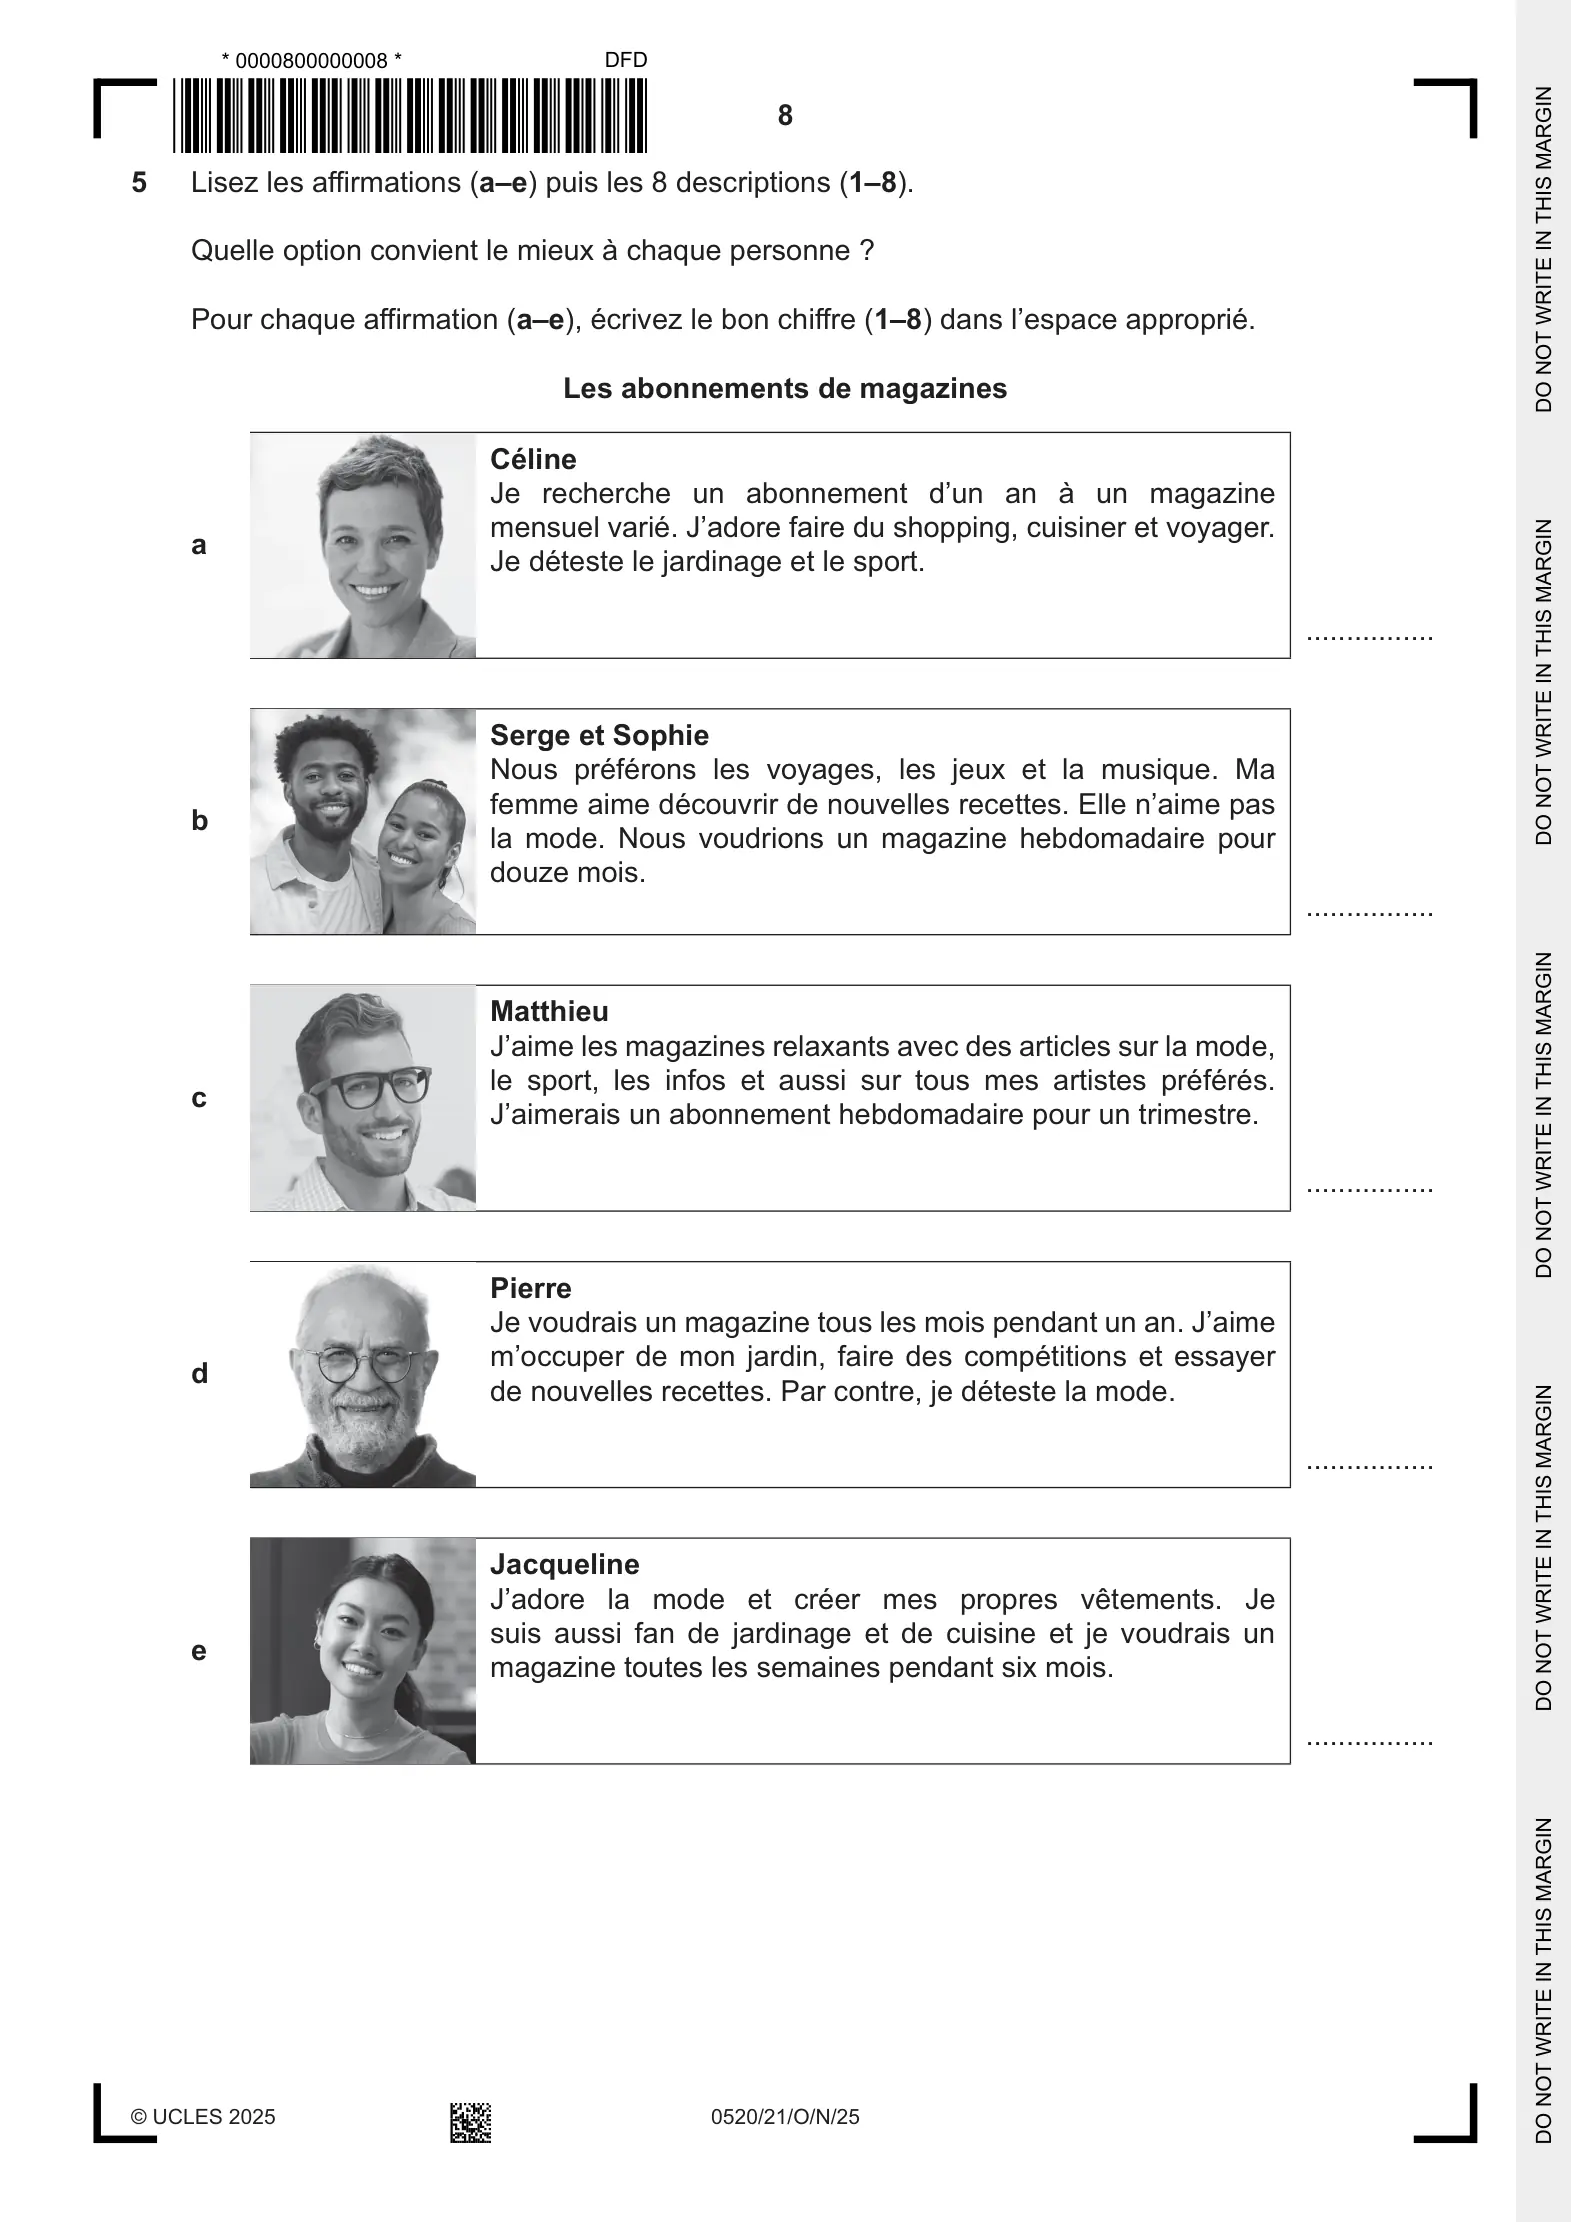 * 0000800000008 *
DFD
8
5 Lisez les affirmations (a–e) puis les 8 descriptions (1–8).
Quelle option convient le mieux à chaque personne ?
Pour chaque affirmation (a–e), écrivez le bon chiffre (1–8) dans l’espace approprié.
Les abonnements de magazines
a
Céline
Je recherche un abonnement d’un an à un magazine
mensuel varié. J’adore faire du shopping, cuisiner et voyager.
Je déteste le jardinage et le sport.
................
b
Serge et Sophie
Nous préférons les voyages, les jeux et la musique. Ma
femme aime découvrir de nouvelles recettes. Elle n’aime pas
la mode. Nous voudrions un magazine hebdomadaire pour
douze mois.
................
c
Matthieu
J’aime les magazines relaxants avec des articles sur la mode,
le sport, les infos et aussi sur tous mes artistes préférés.
J’aimerais un abonnement hebdomadaire pour un trimestre.
................
d
Pierre
Je voudrais un magazine tous les mois pendant un an. J’aime
m’occuper de mon jardin, faire des compétitions et essayer
de nouvelles recettes. Par contre, je déteste la mode.
................
e
Jacqueline
J’adore la mode et créer mes propres vêtements. Je
suis aussi fan de jardinage et de cuisine et je voudrais un
magazine toutes les semaines pendant six mois.
................
© UCLES 2025
0520/21/O/N/25
DO NOT WRITE IN THIS MARGIN
DO NOT WRITE IN THIS MARGIN
DO NOT WRITE IN THIS MARGIN
DO NOT WRITE IN THIS MARGIN
DO NOT WRITE IN THIS MARGIN